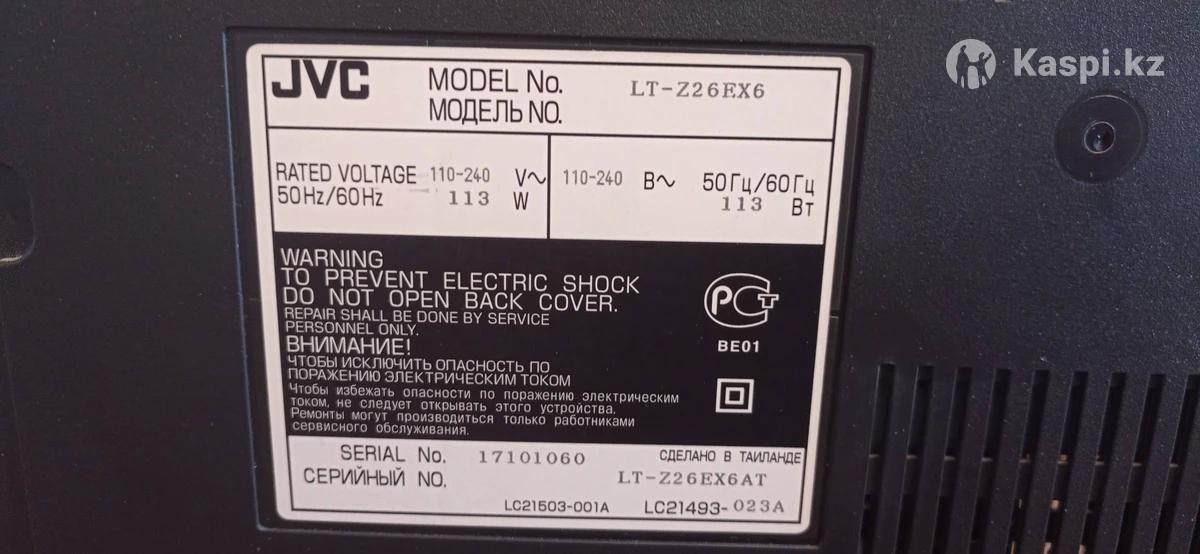 Kaspi.kz
JVC
MODEL No. LT-Z26EX6
МОДЕЛЬ NO.
RATED VOLTAGE 110-240 V~
50Hz/60Hz 113 W
110-240 В~ 50Гц/60Гц
113 Вт
WARNING
TO PREVENT ELECTRIC SHOCK
DO NOT OPEN BACK COVER.
REPAIR SHALL BE DONE BY SERVICE
PERSONNEL ONLY.
ВНИМАНИЕ!
ЧТОБЫ ИСКЛЮЧИТЬ ОПАСНОСТЬ ПО
ПОРАЖЕНИЮ ЭЛЕКТРИЧЕСКИМ ТОКОМ
Чтобы избежать опасности по поражению электрическим
током, не следует открывать этого устройства.
Ремонты могут производиться только работниками
сервисного обслуживания.
РСТ
BE01
SERIAL No. 17101060
СЕРИЙНЫЙ NO.
СДЕЛАНО В ТАИЛАНДЕ
LT-Z26EX6AT
LC21503-001A LC21493-023A